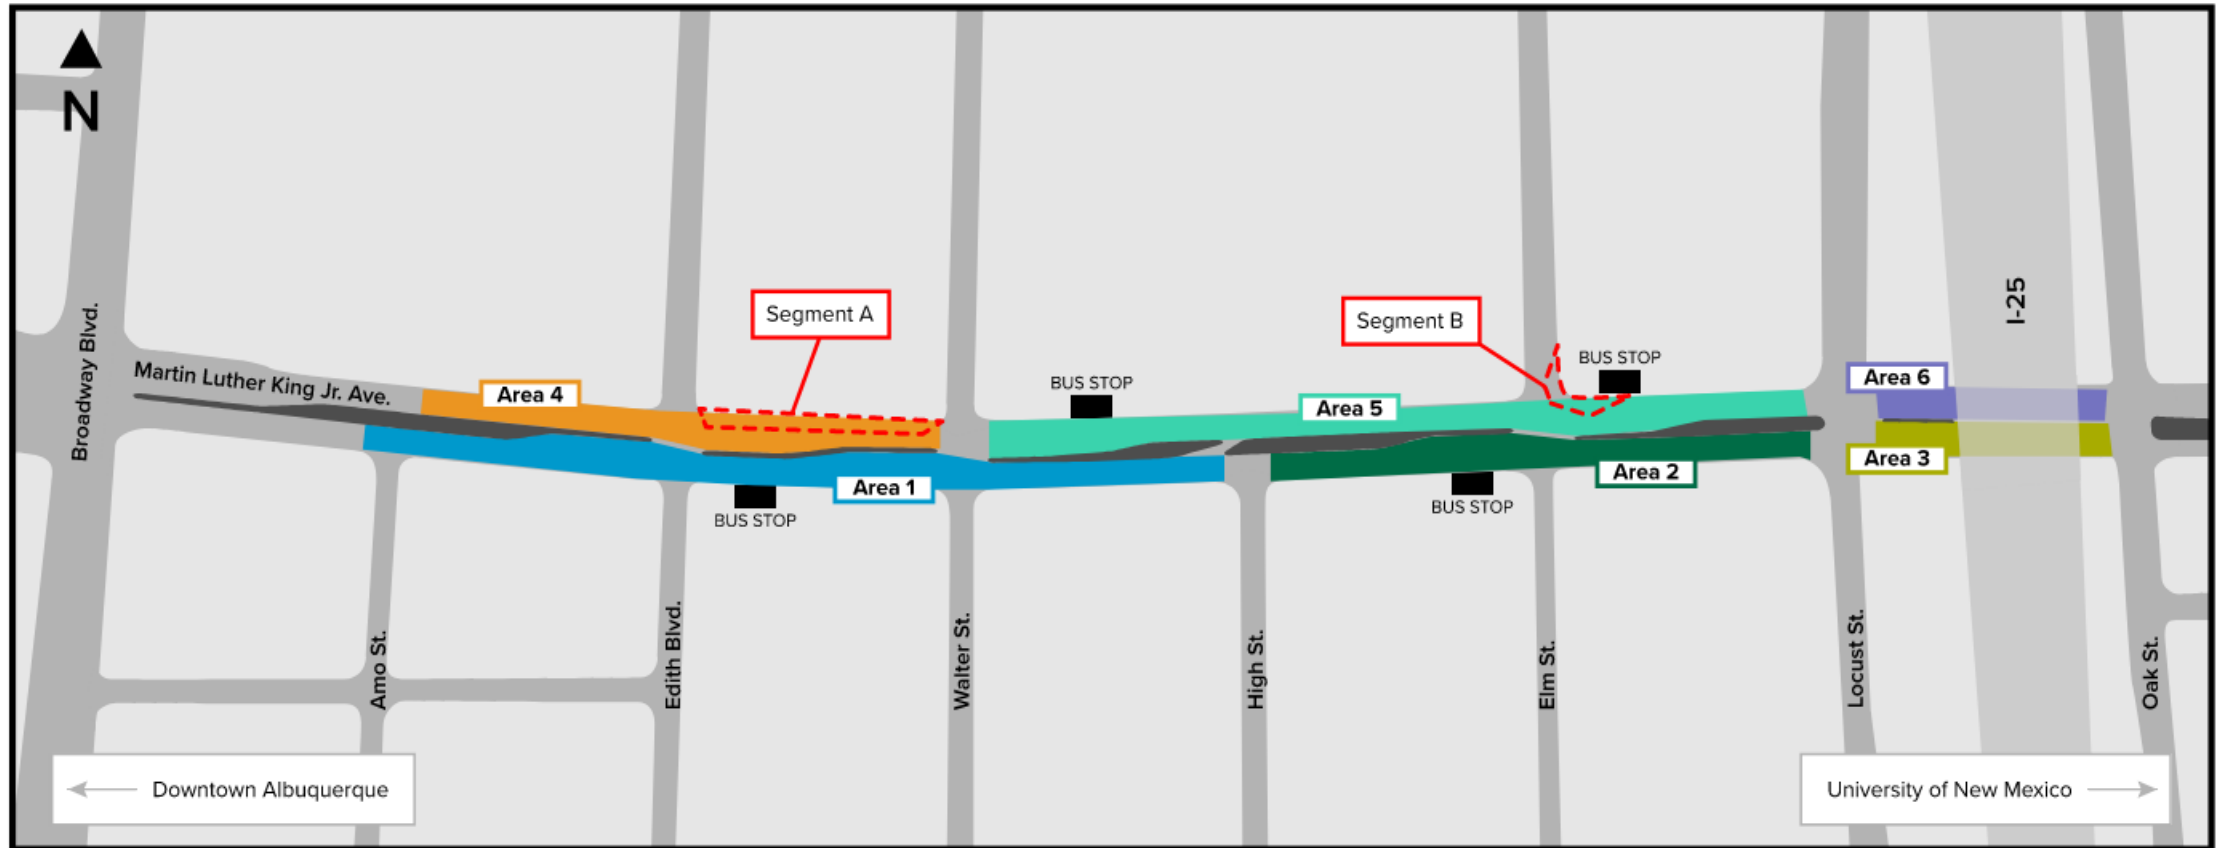 N
Broadway Blvd.
Martin Luther King Jr. Ave.
Area 4
Segment A
BUS STOP
Area 1
BUS STOP
Area 5
Segment B
BUS STOP
BUS STOP
Area 2
Area 6
Area 3
I-25
Arno St.
Edith Blvd.
Walter St.
High St.
Elm St.
Locust St.
Oak St.
Downtown Albuquerque
University of New Mexico